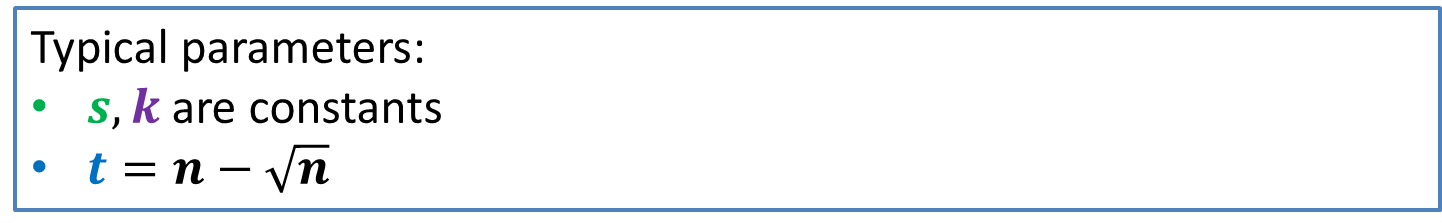 Typical parameters:
• s, k are constants
• t = n − √n